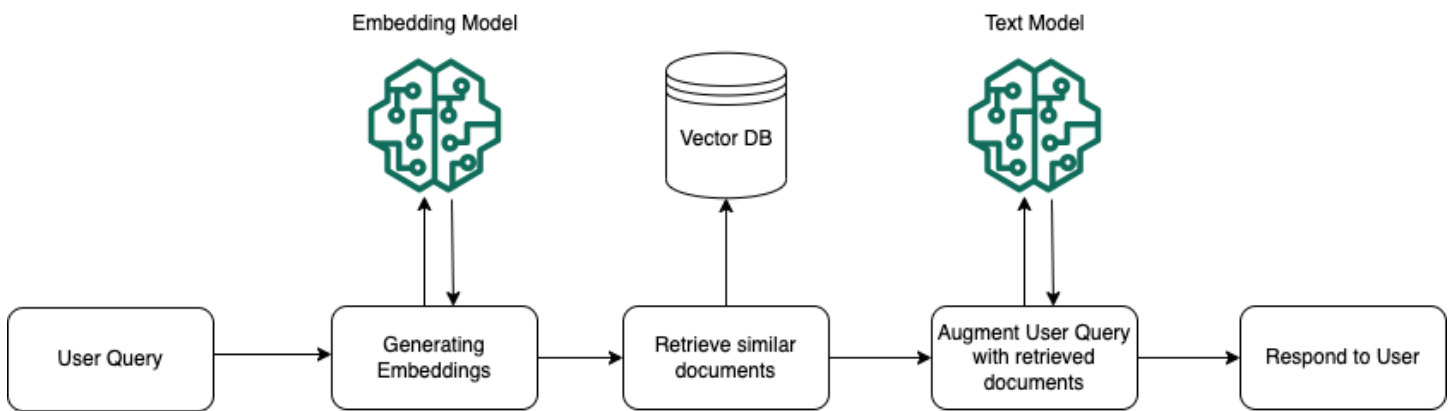 Embedding Model
Text Model
Vector DB
User Query
Generating
Embeddings
Retrieve similar
documents
Augment User Query
with retrieved
documents
Respond to User